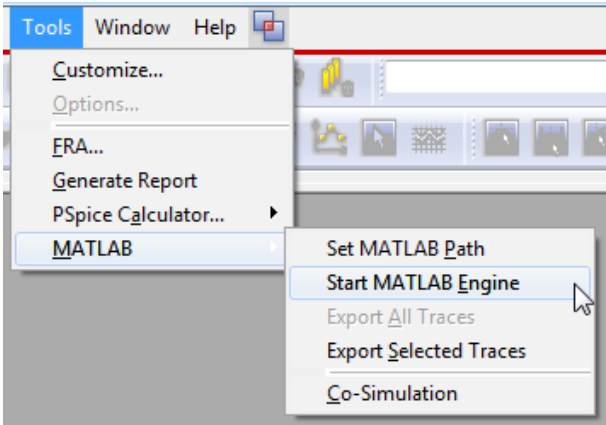 Tools Window Help
Customize...
Options...
FRA...
Generate Report
PSpice Calculator...
MATLAB
Set MATLAB Path
Start MATLAB Engine
Export All Traces
Export Selected Traces
Co-Simulation